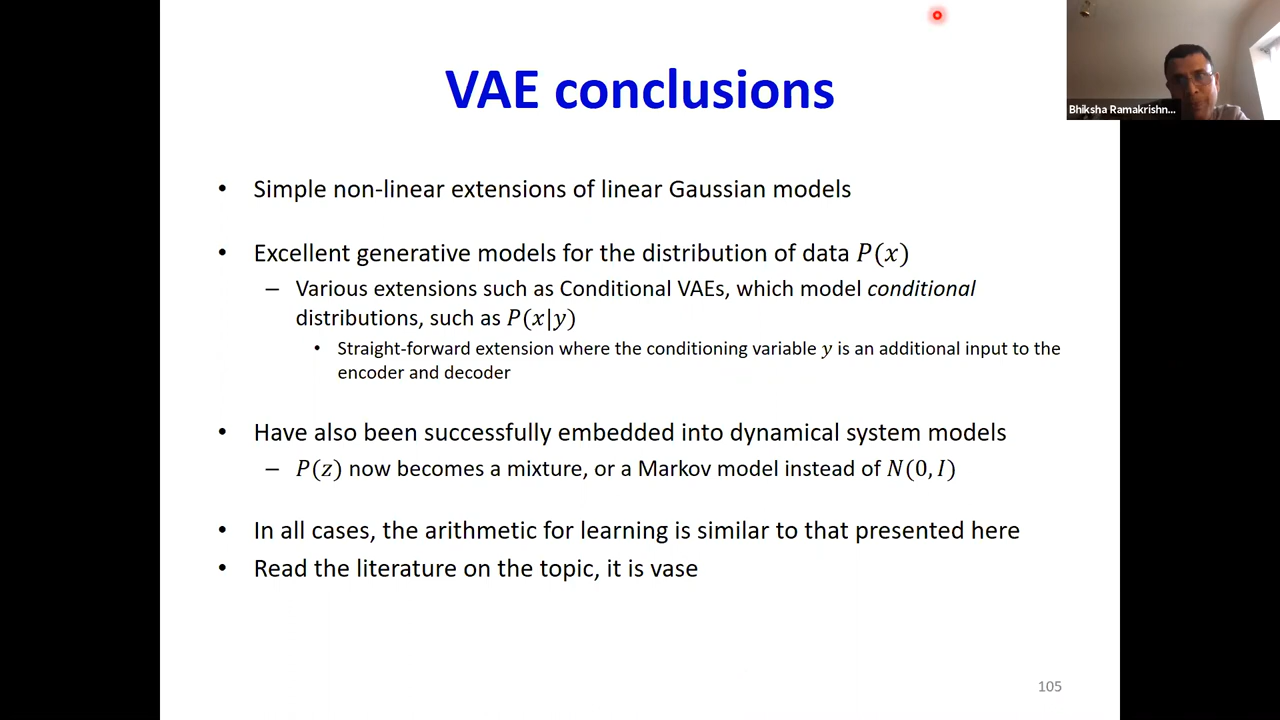 VAE conclusions
Bhiksha Ramakrishn...
• Simple non-linear extensions of linear Gaussian models
• Excellent generative models for the distribution of data P(x)
– Various extensions such as Conditional VAEs, which model conditional
distributions, such as P(x|y)
• Straight-forward extension where the conditioning variable y is an additional input to the
encoder and decoder
• Have also been successfully embedded into dynamical system models
– P(z) now becomes a mixture, or a Markov model instead of N(0, I)
• In all cases, the arithmetic for learning is similar to that presented here
• Read the literature on the topic, it is vase
105